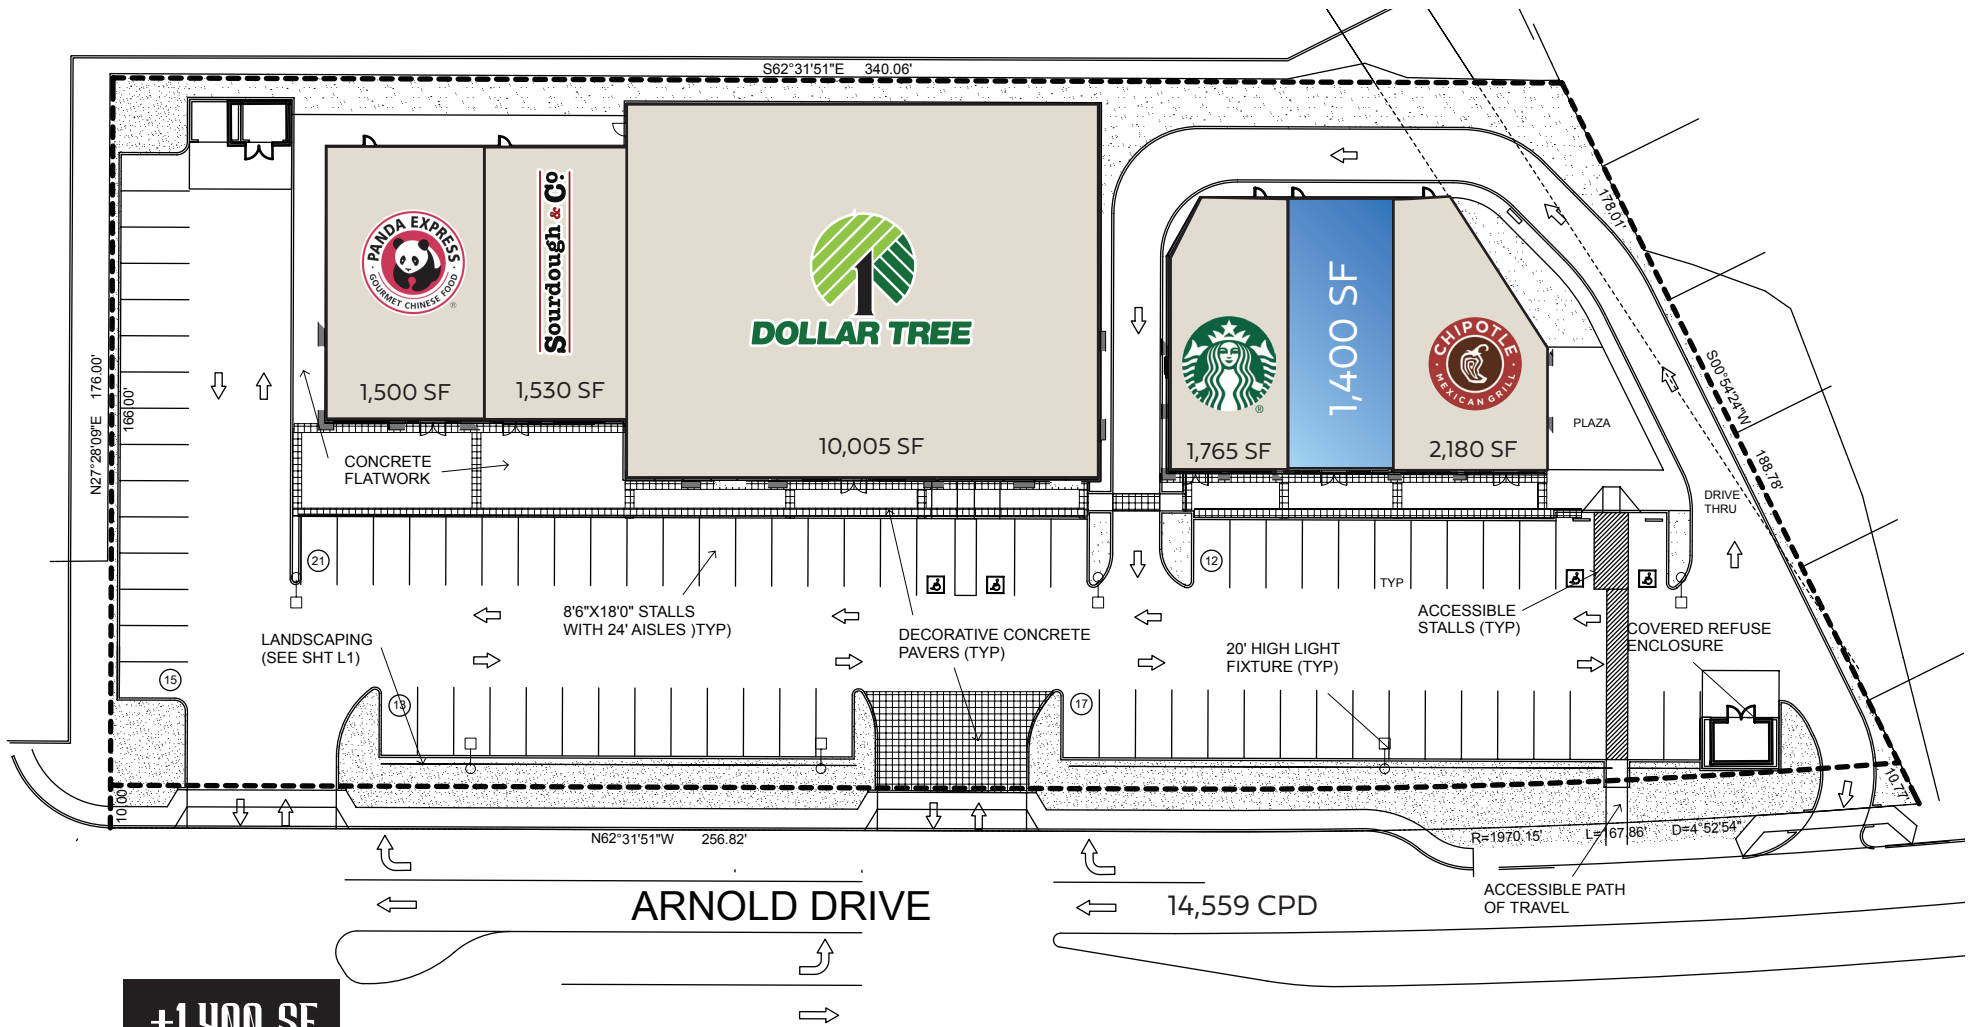 S62°31'51"E 340.06'
N27°28'09"E 176.00'
166.00'
10.00'
PANDA EXPRESS
GOURMET CHINESE FOOD
®
1,500 SF
Sourdough & Co.
1,530 SF
DOLLAR TREE
10,005 SF
®
1,765 SF
1,400 SF
CHIPOTLE
MEXICAN GRILL
2,180 SF
178.01'
S00°54'24"W
188.78'
PLAZA
DRIVE
THRU
CONCRETE
FLATWORK
21
12
TYP
8'6"X18'0" STALLS
WITH 24' AISLES )TYP)
LANDSCAPING
(SEE SHT L1)
DECORATIVE CONCRETE
PAVERS (TYP)
20' HIGH LIGHT
FIXTURE (TYP)
ACCESSIBLE
STALLS (TYP)
COVERED REFUSE
ENCLOSURE
15
13
17
10.77'
N62°31'51"W 256.82'
R=1970.15' L=167.86' D=4°52'54"
ARNOLD DRIVE
14,559 CPD
ACCESSIBLE PATH
OF TRAVEL
±1,400 SF